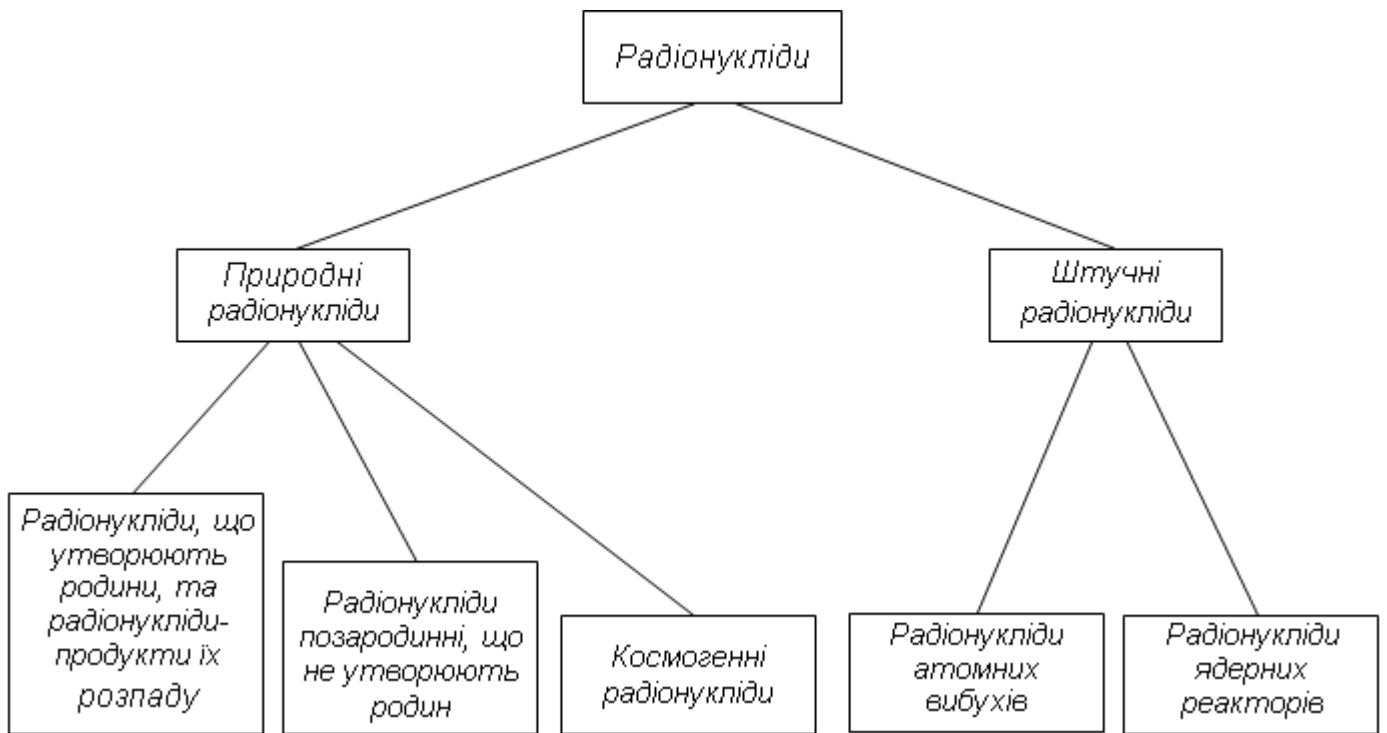 Радіонукліди
Природні
радіонукліди
Штучні
радіонукліди
Радіонукліди, що
утворюють
родини, та
радіонукліди-
продукти їх
розпаду
Радіонукліди
позародинні, що
не утворюють
родин
Космогенні
радіонукліди
Радіонукліди
атомних
вибухів
Радіонукліди
ядерних
реакторів